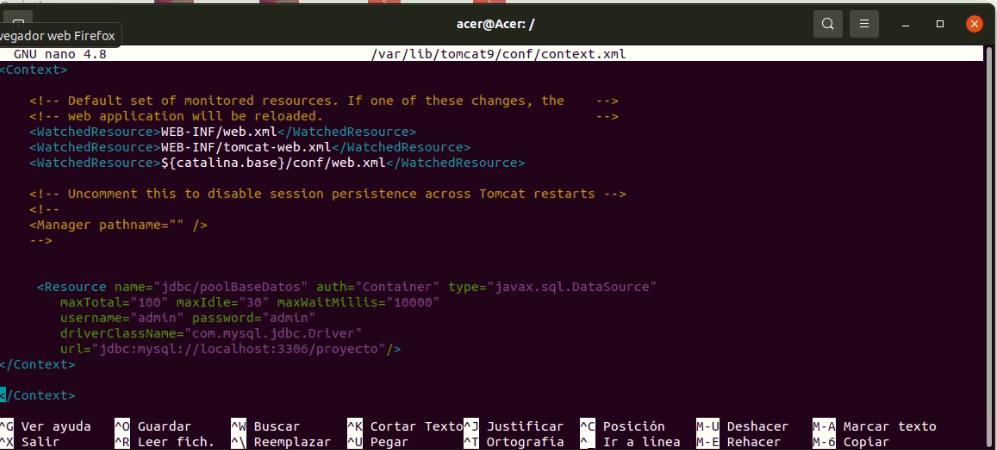 acer@Acer: /
vegador web Firefox
GNU nano 4.8 /var/lib/tomcat9/conf/context.xml
<Context>
<!-- Default set of monitored resources. If one of these changes, the -->
<!-- web application will be reloaded. -->
<WatchedResource>WEB-INF/web.xml</WatchedResource>
<WatchedResource>WEB-INF/tomcat-web.xml</WatchedResource>
<WatchedResource>${catalina.base}/conf/web.xml</WatchedResource>
<!-- Uncomment this to disable session persistence across Tomcat restarts -->
<!--
<Manager pathname="" />
-->
<Resource name="jdbc/poolBaseDatos" auth="Container" type="javax.sql.DataSource"
maxTotal="100" maxIdle="30" maxWaitMillis="10000"
username="admin" password="admin"
driverClassName="com.mysql.jdbc.Driver"
url="jdbc:mysql://localhost:3306/proyecto"/>
</Context>
</Context>
^G Ver ayuda ^O Guardar ^W Buscar ^K Cortar Texto ^J Justificar ^C Posición M-U Deshacer M-A Marcar texto
^X Salir ^R Leer fich. ^\ Reemplazar ^U Pegar ^T Ortografía ^_ Ir a línea M-E Rehacer M-6 Copiar